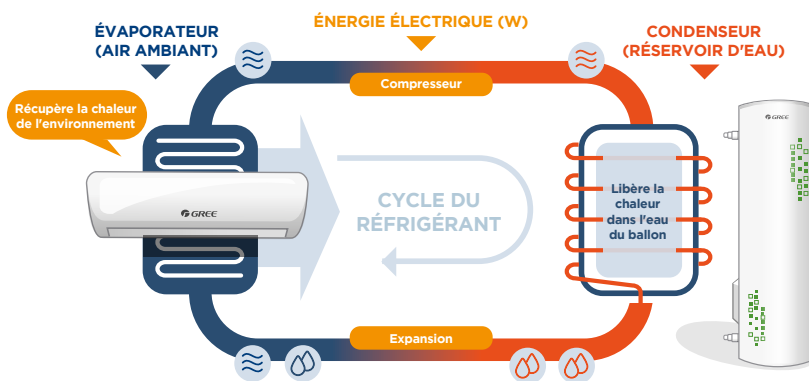 ÉNERGIE ÉLECTRIQUE (W)
ÉVAPORATEUR
(AIR AMBIANT)
CONDENSEUR
(RÉSERVOIR D'EAU)
Compresseur
Récupère la chaleur
de l'environnement
GREE
CYCLE DU
RÉFRIGÉRANT
Libère la
chaleur
dans l'eau
du ballon
GREE
Expansion